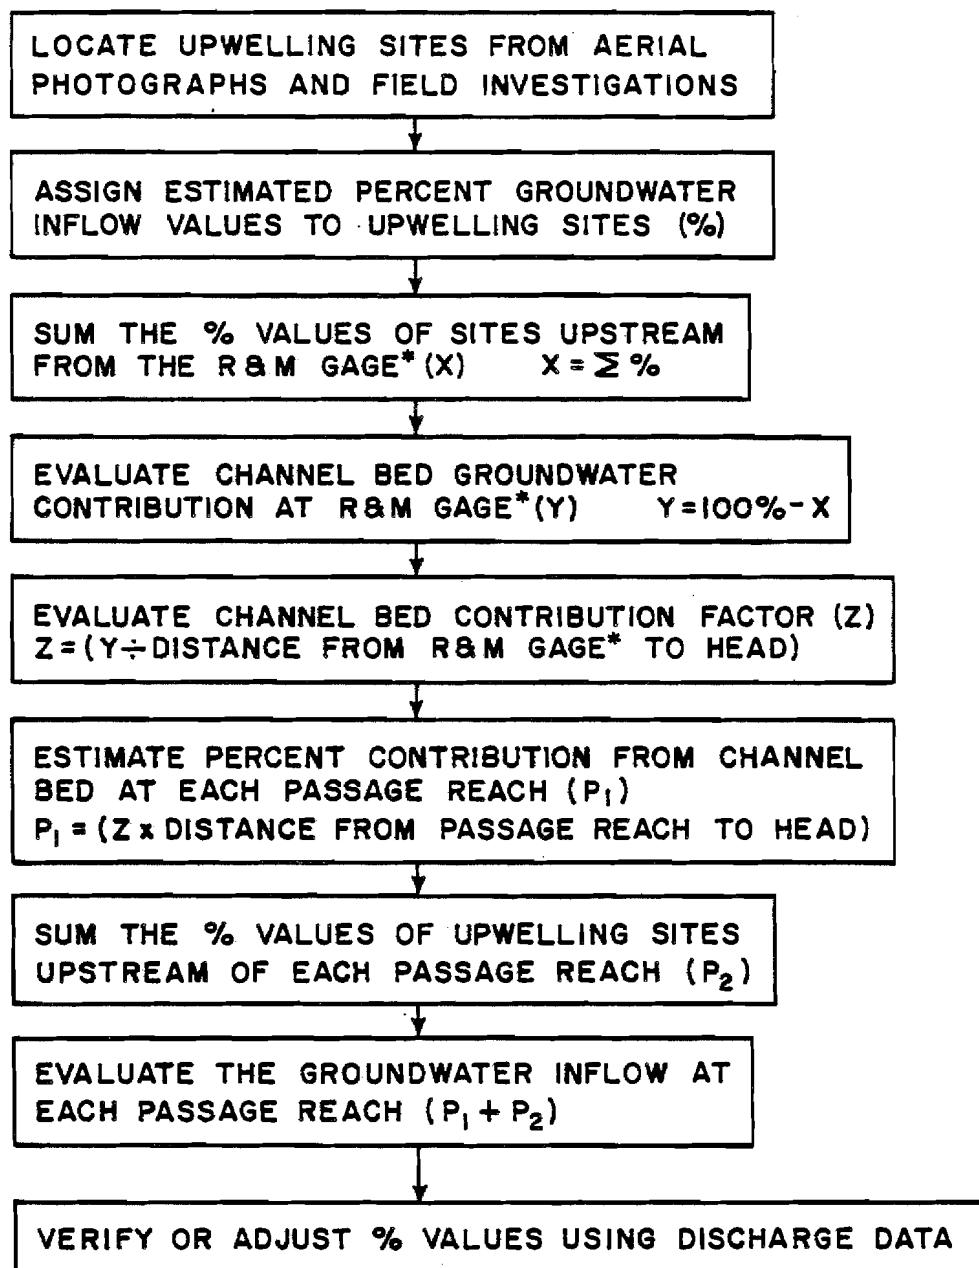 LOCATE UPWELLING SITES FROM AERIAL
PHOTOGRAPHS AND FIELD INVESTIGATIONS
ASSIGN ESTIMATED PERCENT GROUNDWATER
INFLOW VALUES TO UPWELLING SITES (%)
SUM THE % VALUES OF SITES UPSTREAM
FROM THE R&M GAGE* (X) X = Σ %
EVALUATE CHANNEL BED GROUNDWATER
CONTRIBUTION AT R&M GAGE* (Y) Y=100%-X
EVALUATE CHANNEL BED CONTRIBUTION FACTOR (Z)
Z = (Y÷DISTANCE FROM R&M GAGE* TO HEAD)
ESTIMATE PERCENT CONTRIBUTION FROM CHANNEL
BED AT EACH PASSAGE REACH (P₁)
P₁ = (Z x DISTANCE FROM PASSAGE REACH TO HEAD)
SUM THE % VALUES OF UPWELLING SITES
UPSTREAM OF EACH PASSAGE REACH (P₂)
EVALUATE THE GROUNDWATER INFLOW AT
EACH PASSAGE REACH (P₁ + P₂)
VERIFY OR ADJUST % VALUES USING DISCHARGE DATA